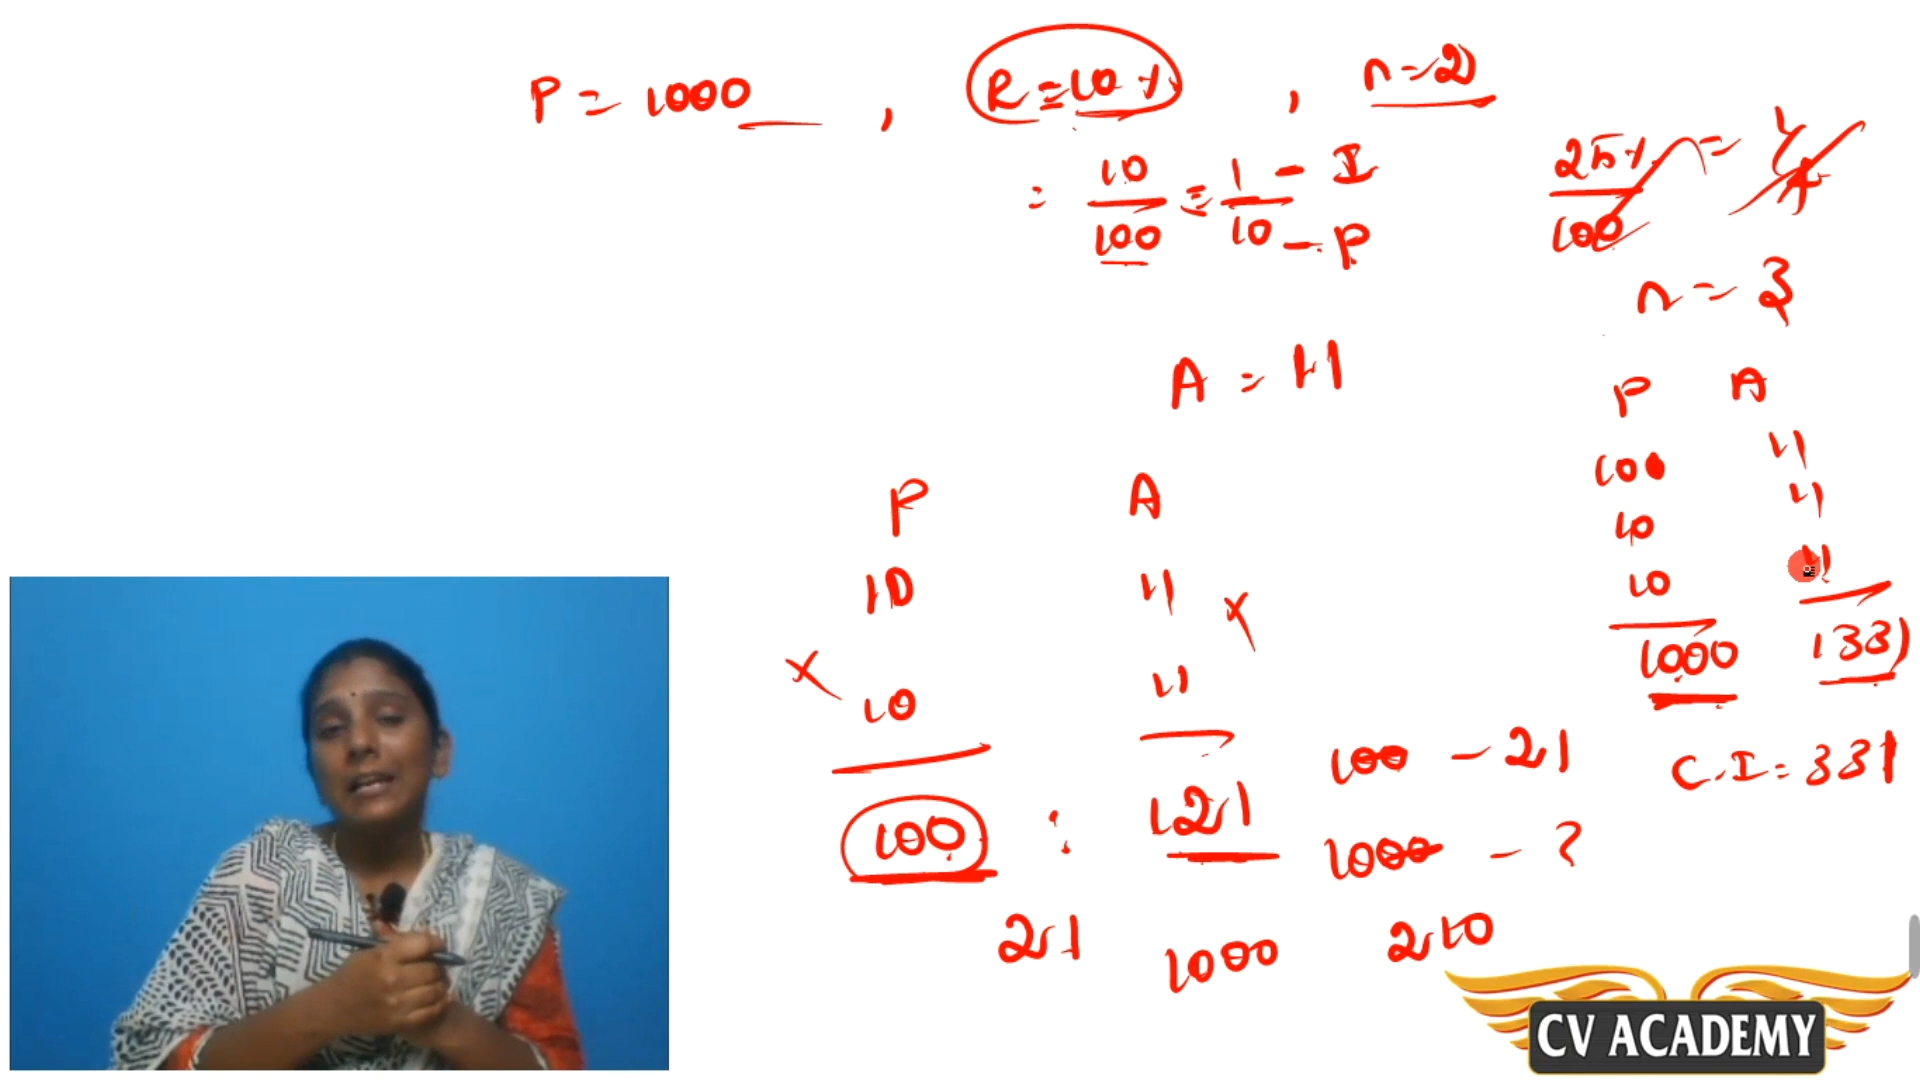 P = 1000 , R = 10% , n = 2
= 10/100 = 1/10 - I - P
25%/100 = 1/4
n = 3
A = 11
P A
100 11
10 11
10 11
1000 1331
C.I = 331
P A
10 11 x
x 10 11
100 : 121
100 - 21
1000 - ?
21 1000 210
CV ACADEMY